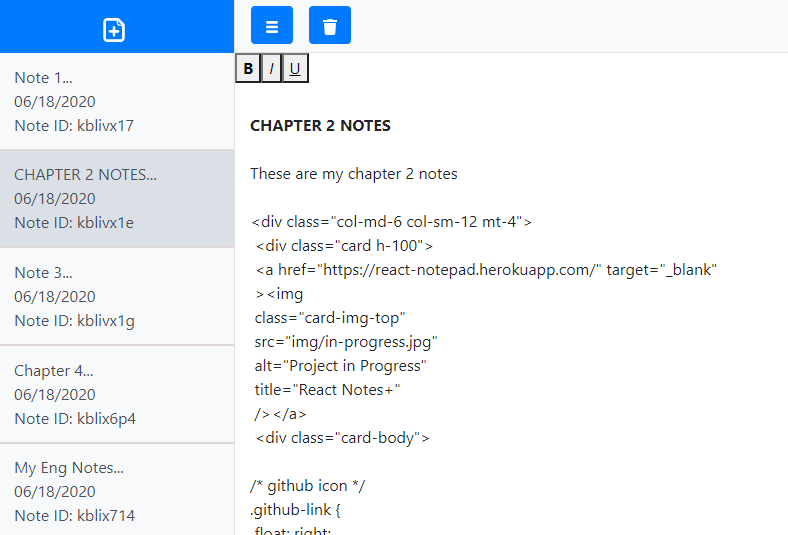 Note 1...
06/18/2020
Note ID: kblivx17
CHAPTER 2 NOTES...
06/18/2020
Note ID: kblivx1e
Note 3...
06/18/2020
Note ID: kblivx1g
Chapter 4...
06/18/2020
Note ID: kblix6p4
My Eng Notes...
06/18/2020
Note ID: kblix714
B I U
CHAPTER 2 NOTES
These are my chapter 2 notes
<div class="col-md-6 col-sm-12 mt-4">
<div class="card h-100">
<a href="https://react-notepad.herokuapp.com/" target="_blank"
><img
class="card-img-top"
src="img/in-progress.jpg"
alt="Project in Progress"
title="React Notes+"
/></a>
<div class="card-body">
/* github icon */
.github-link {
float: right;